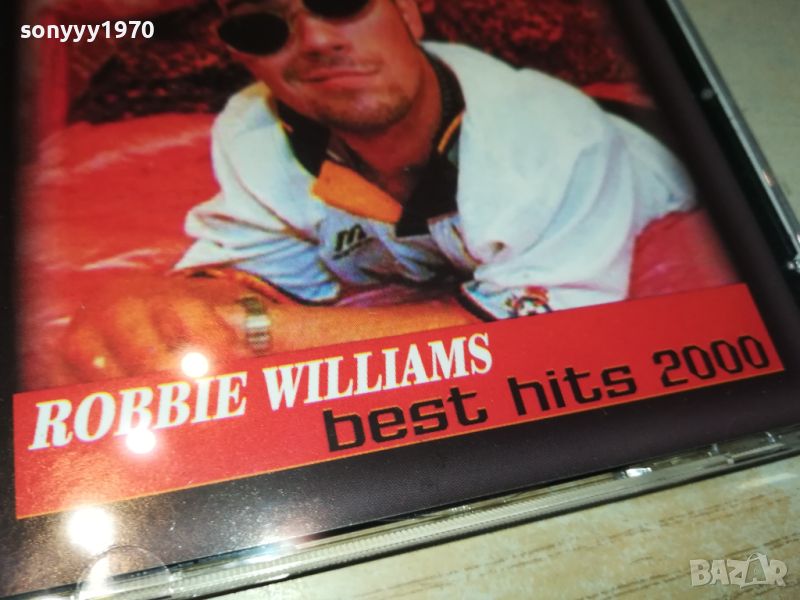 sonyyy1970
ROBBIE WILLIAMS
best hits 2000
BAZAR